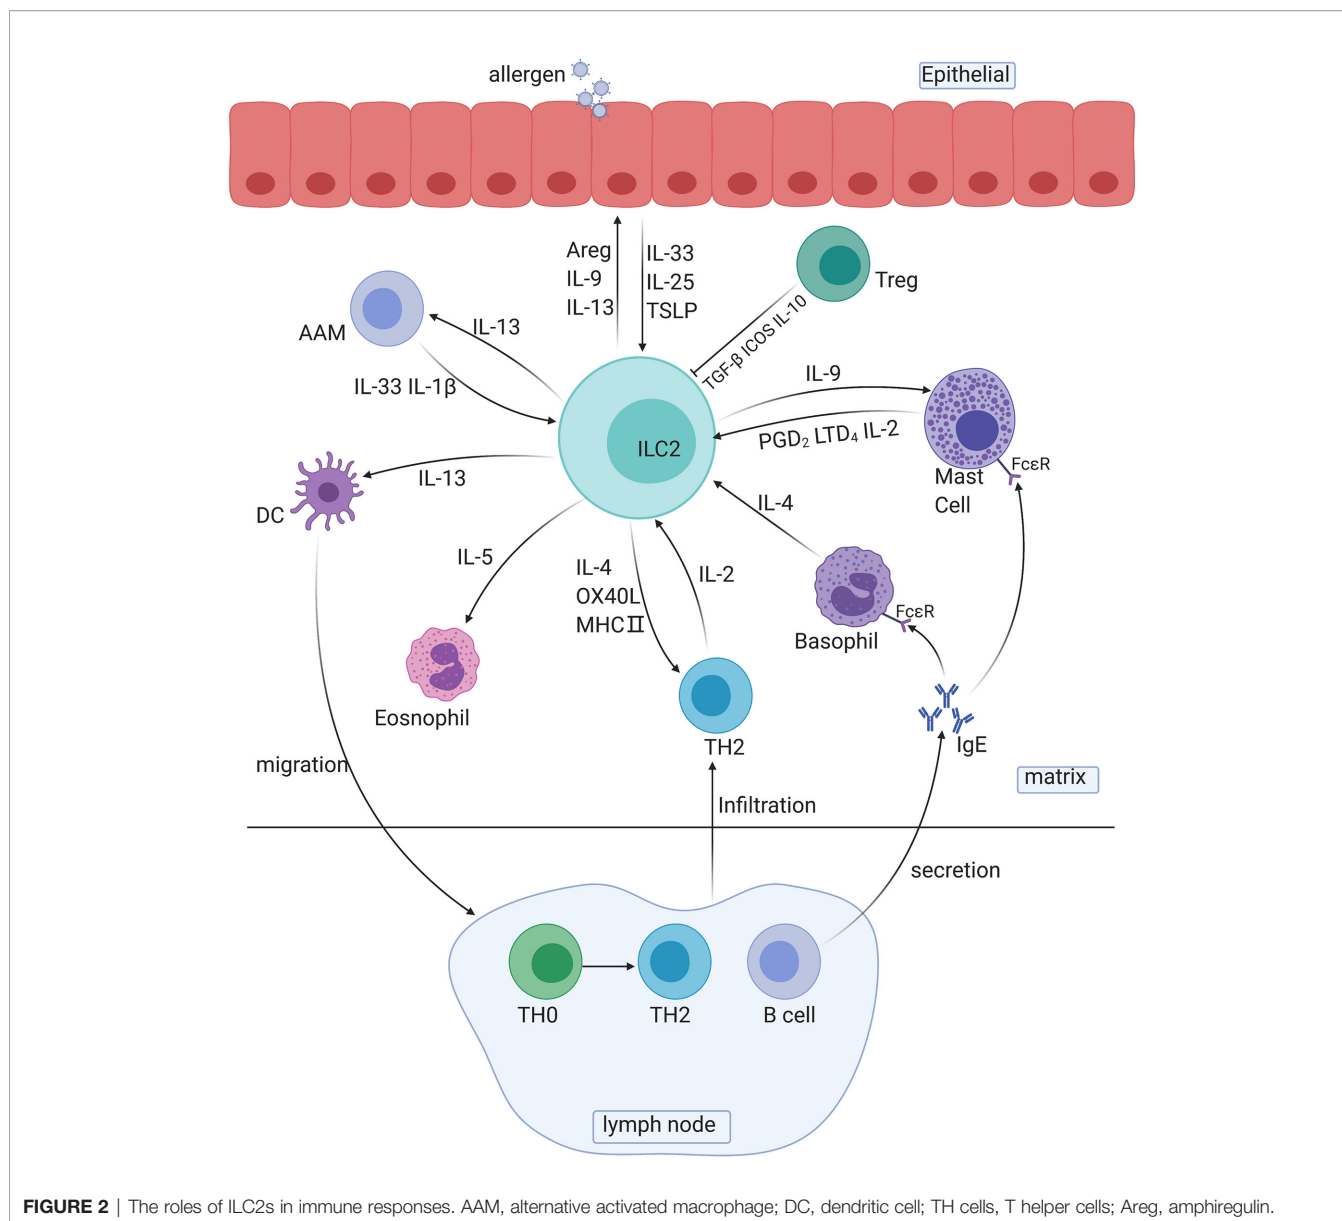 allergen
Epithelial
Areg
IL-9
IL-13
IL-33
IL-25
TSLP
Treg
TGF-β ICOS IL-10
AAM
IL-13
IL-33 IL-1β
IL-9
PGD₂ LTD₄ IL-2
FcεR
Mast
Cell
ILC2
IL-13
DC
IL-4
IL-5
IL-4
OX40L
MHCⅡ
IL-2
FcεR
Basophil
Eosnophil
TH2
IgE
migration
matrix
Infiltration
secretion
TH0
TH2
B cell
lymph node
FIGURE 2 | The roles of ILC2s in immune responses. AAM, alternative activated macrophage; DC, dendritic cell; TH cells, T helper cells; Areg, amphiregulin.